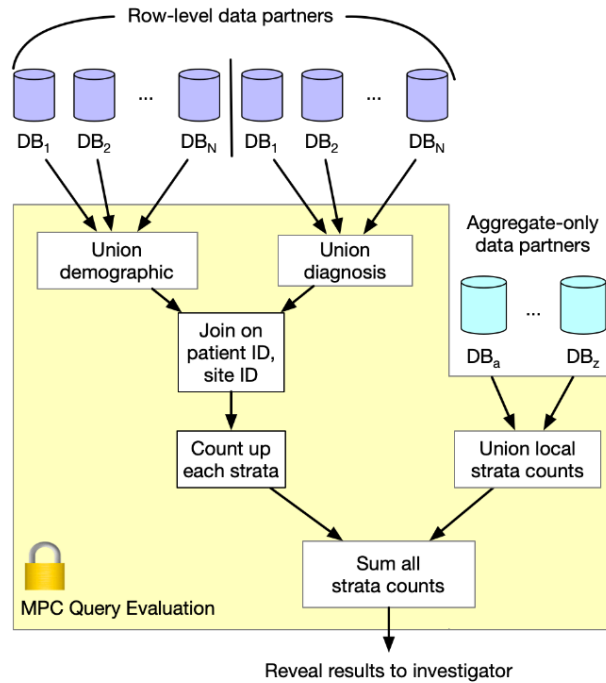 Row-level data partners
... ...
DB1 DB2 DBN DB1 DB2 DBN
Aggregate-only
data partners
Union
demographic
Union
diagnosis
...
DBa DBz
Join on
patient ID,
site ID
Count up
each strata
Union local
strata counts
Sum all
strata counts
MPC Query Evaluation
Reveal results to investigator